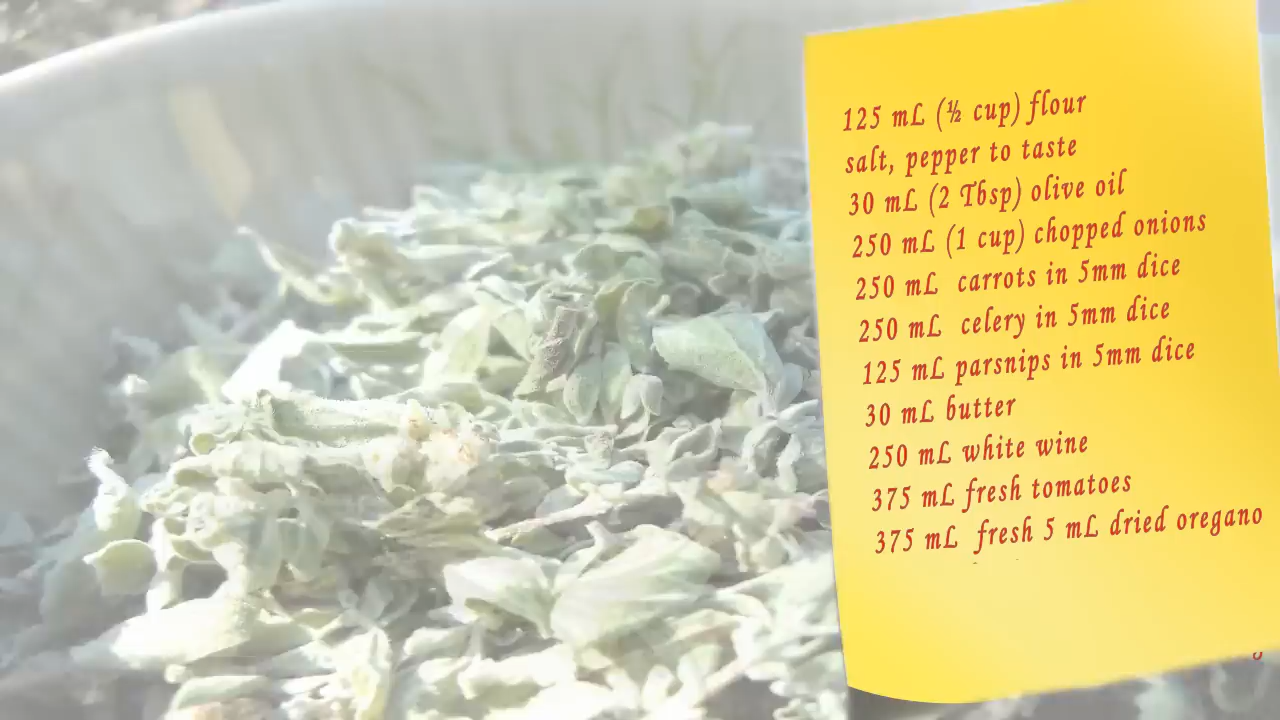 125 mL (½ cup) flour
salt, pepper to taste
30 mL (2 Tbsp) olive oil
250 mL (1 cup) chopped onions
250 mL carrots in 5mm dice
250 mL celery in 5mm dice
125 mL parsnips in 5mm dice
30 mL butter
250 mL white wine
375 mL fresh tomatoes
375 mL fresh 5 mL dried oregano